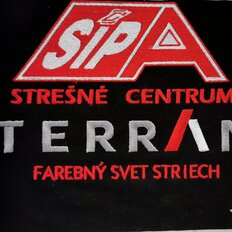 SIPA
STREŠNÉ CENTRUM
TERRAN
FAREBNÝ SVET STRIECH